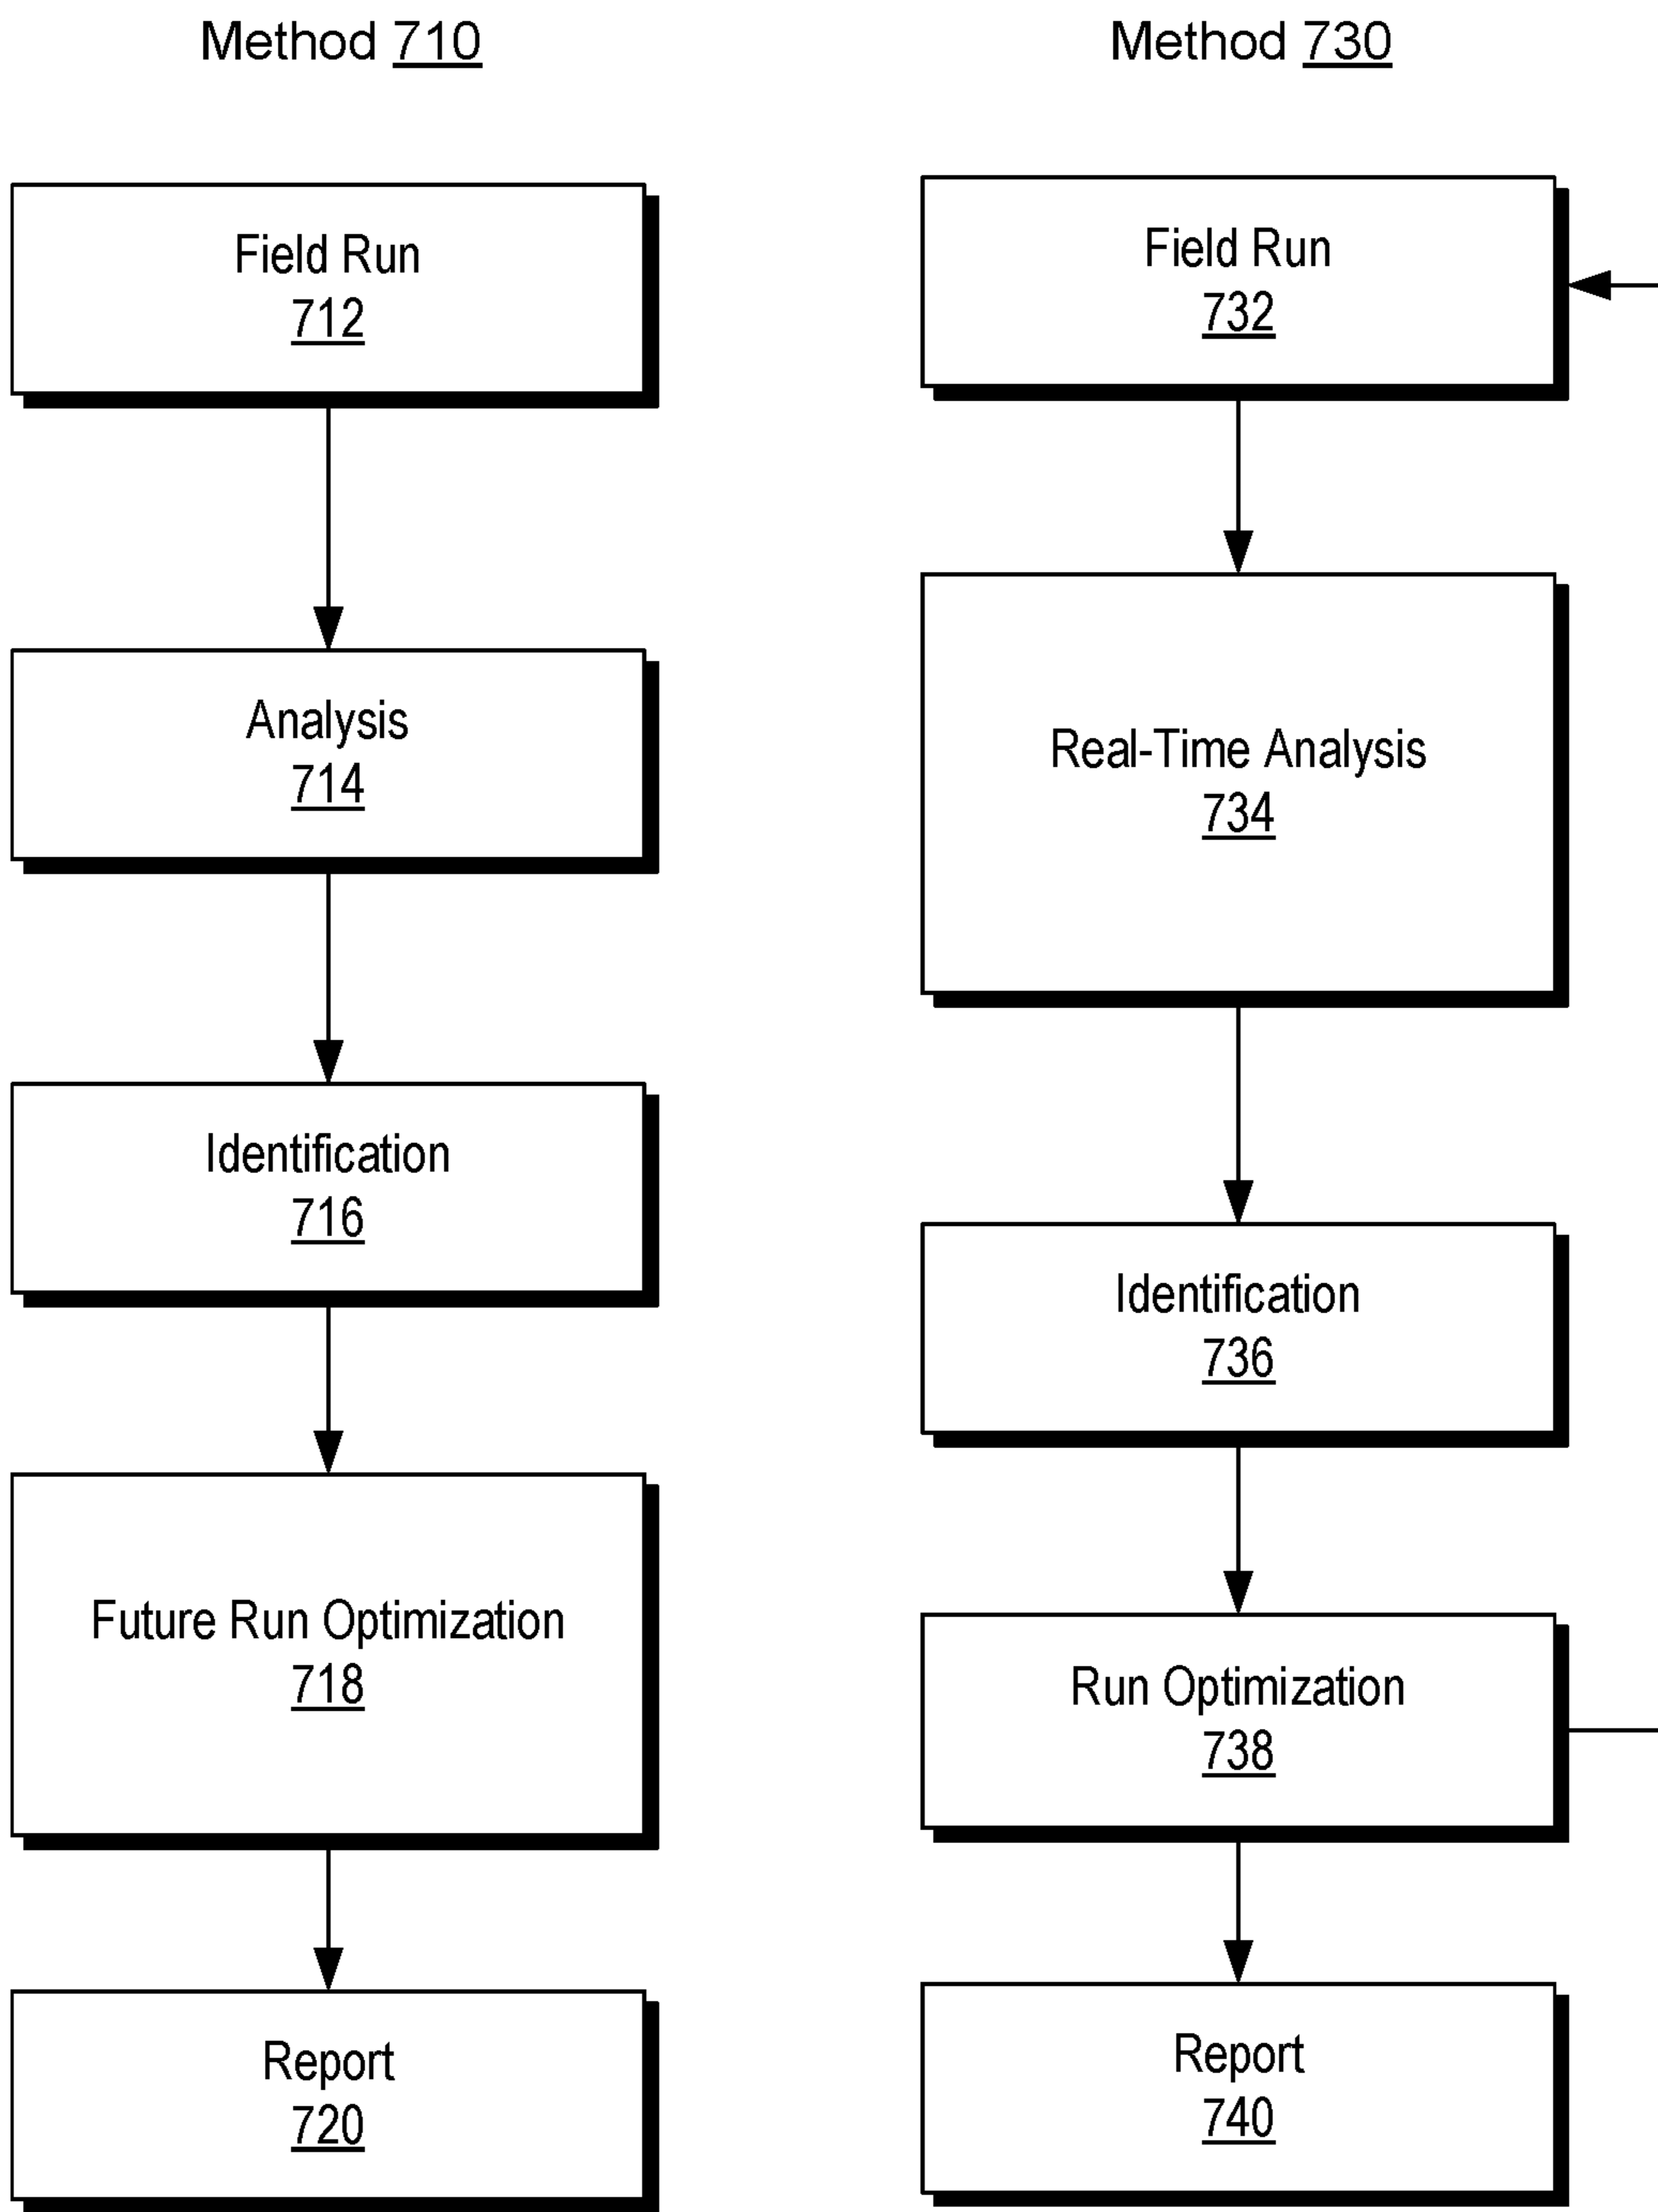 Method 710
Field Run
712
Analysis
714
Identification
716
Future Run Optimization
718
Report
720
Method 730
Field Run
732
Real-Time Analysis
734
Identification
736
Run Optimization
738
Report
740